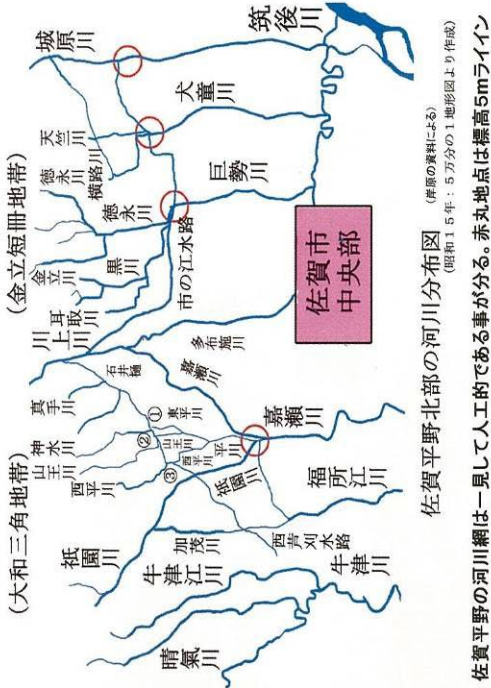 (大和三角地帯)
(金立短冊地帯)
晴氣川
牛津江川
祇園川
加茂川
西平川
山王川
神水川
真手川
石井樋
①
東平川
②
山王川
③
西平川
平川
祇園川
嘉瀬川
嘉瀬川
福所江川
西芦刈水路
牛津川
多布施川
川上川
耳取川
黒川
金立川
徳永川
市の江水路
徳永川
横路川
天竺川
城原川
巨勢川
犬童川
筑後川
佐賀市
中央部
佐賀平野北部の河川分布図
(岸原の資料による)
(昭和15年:5万分の1地形図より作成)
佐賀平野の河川網は一見して人工的である事が分る。赤丸地点は標高5mライイン